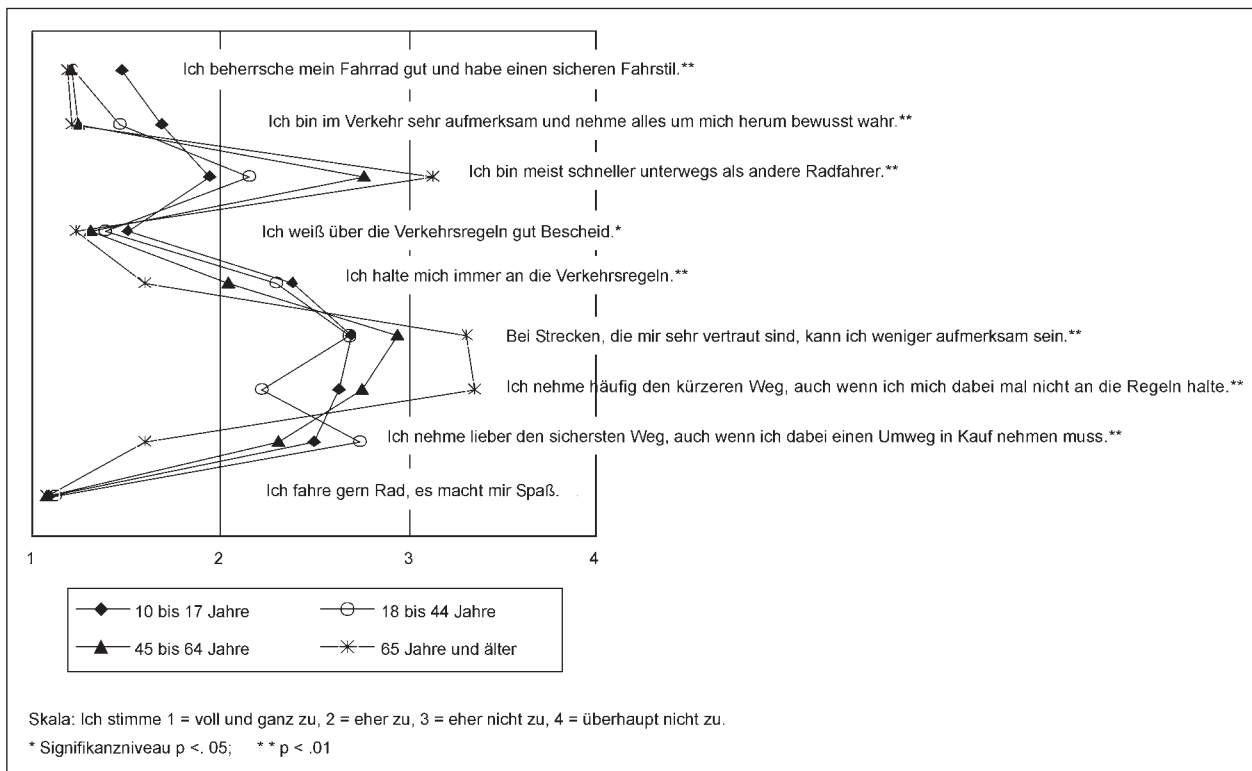 Ich beherrsche mein Fahrrad gut und habe einen sicheren Fahrstil.**
Ich bin im Verkehr sehr aufmerksam und nehme alles um mich herum bewusst wahr.**
Ich bin meist schneller unterwegs als andere Radfahrer.**
Ich weiß über die Verkehrsregeln gut Bescheid.*
Ich halte mich immer an die Verkehrsregeln.**
Bei Strecken, die mir sehr vertraut sind, kann ich weniger aufmerksam sein.**
Ich nehme häufig den kürzeren Weg, auch wenn ich mich dabei mal nicht an die Regeln halte.**
Ich nehme lieber den sichersten Weg, auch wenn ich dabei einen Umweg in Kauf nehmen muss.**
Ich fahre gern Rad, es macht mir Spaß.
1 2 3 4
10 bis 17 Jahre 18 bis 44 Jahre
45 bis 64 Jahre 65 Jahre und älter
Skala: Ich stimme 1 = voll und ganz zu, 2 = eher zu, 3 = eher nicht zu, 4 = überhaupt nicht zu.
* Signifikanzniveau p <. 05; * * p < .01